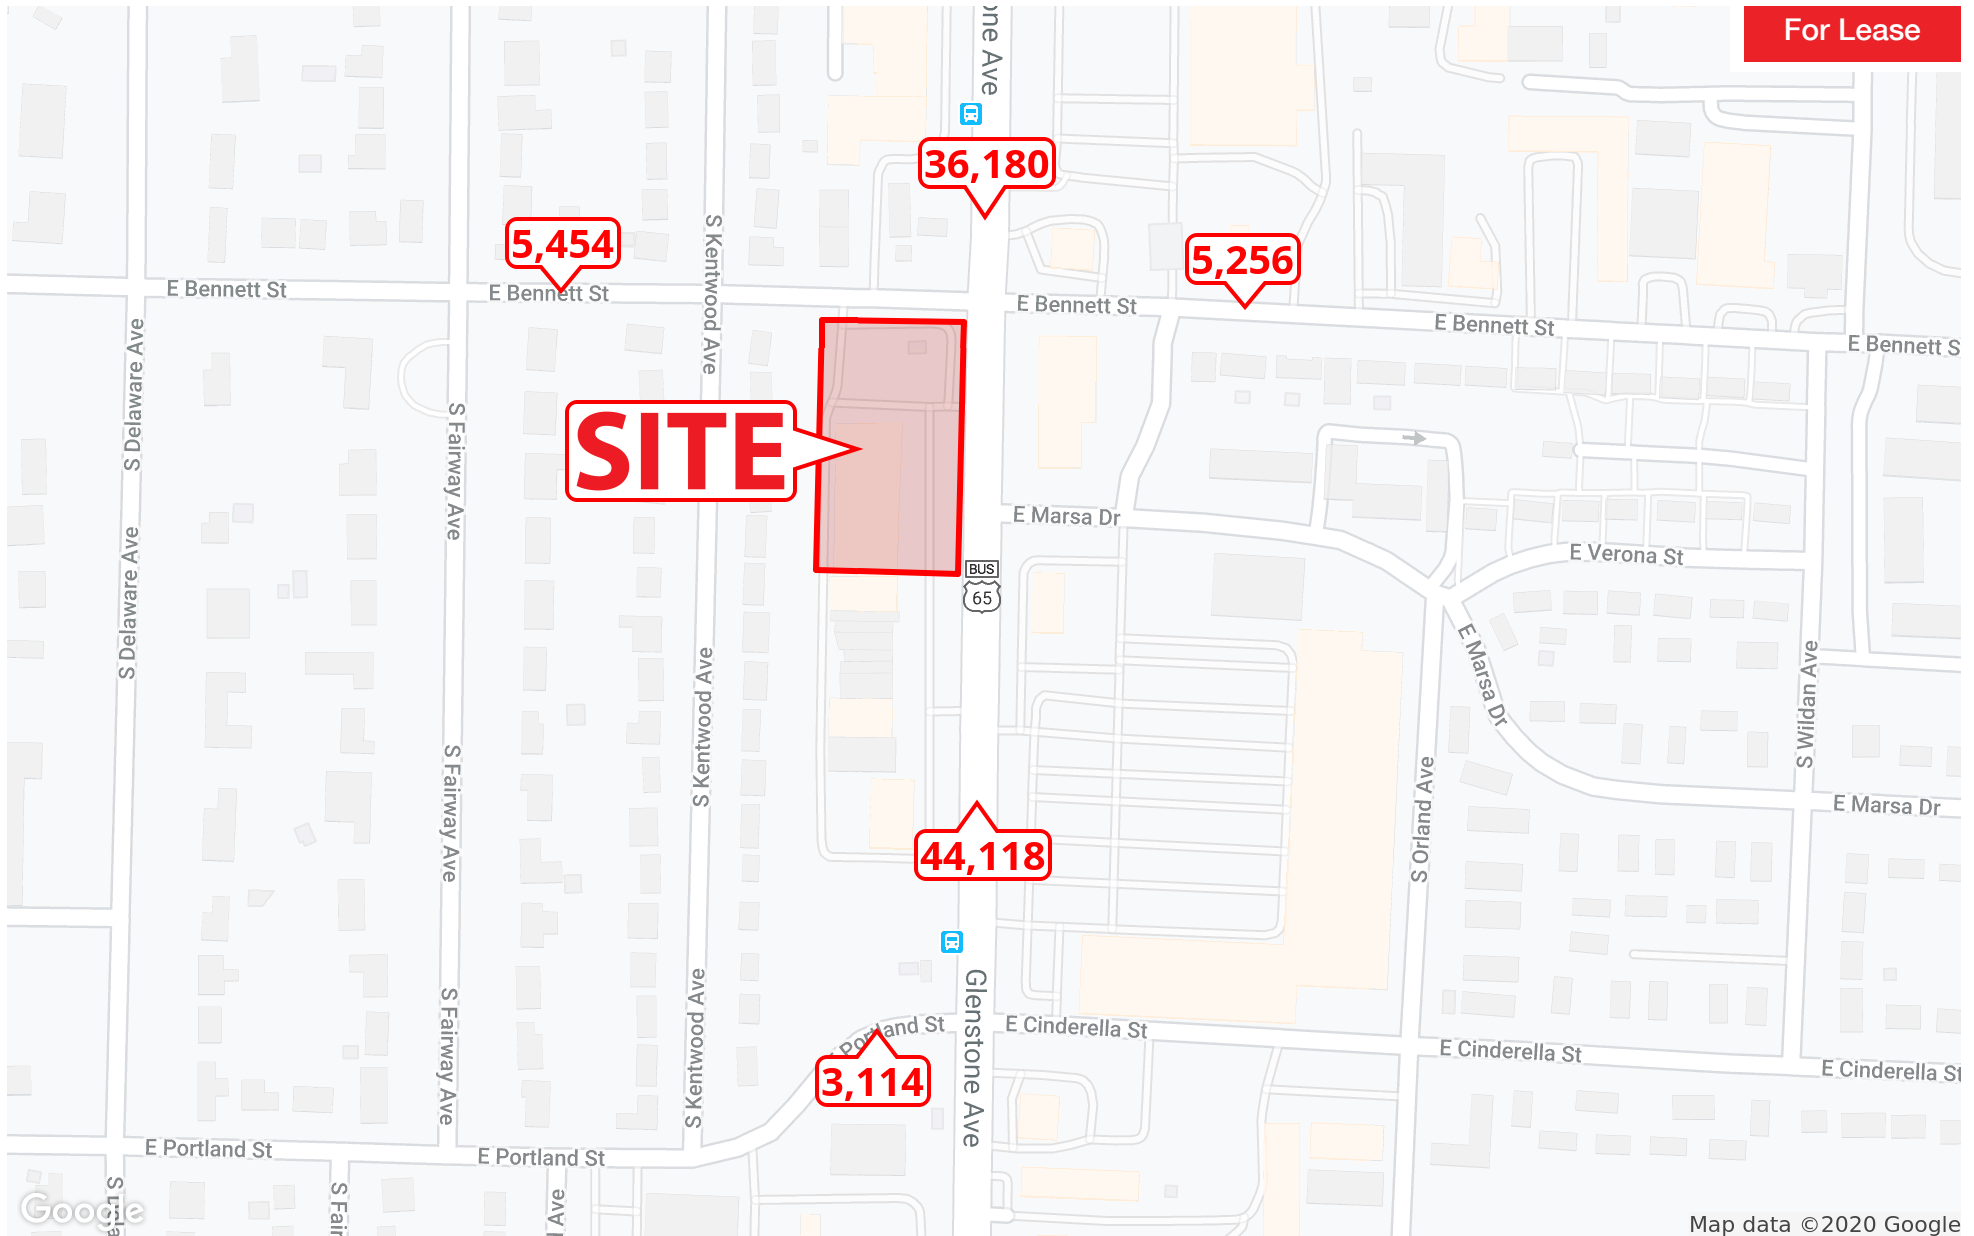 For Lease
one Ave
36,180
5,454
5,256
E Bennett St
E Bennett St
E Bennett St
E Bennett St
E Bennett S
S Kentwood Ave
S Delaware Ave
S Fairway Ave
SITE
E Marsa Dr
S Delaware Ave
E Verona St
BUS
65
E Marsa Dr
S Wildan Ave
S Kentwood Ave
S Fairway Ave
S Orland Ave
E Marsa Dr
44,118
S Kentwood Ave
S Fairway Ave
Glenstone Ave
Portland St
E Cinderella St
E Cinderella St
E Cinderella St
3,114
E Portland St
E Portland St
S Fair
Ave
Google
Map data ©2020 Google